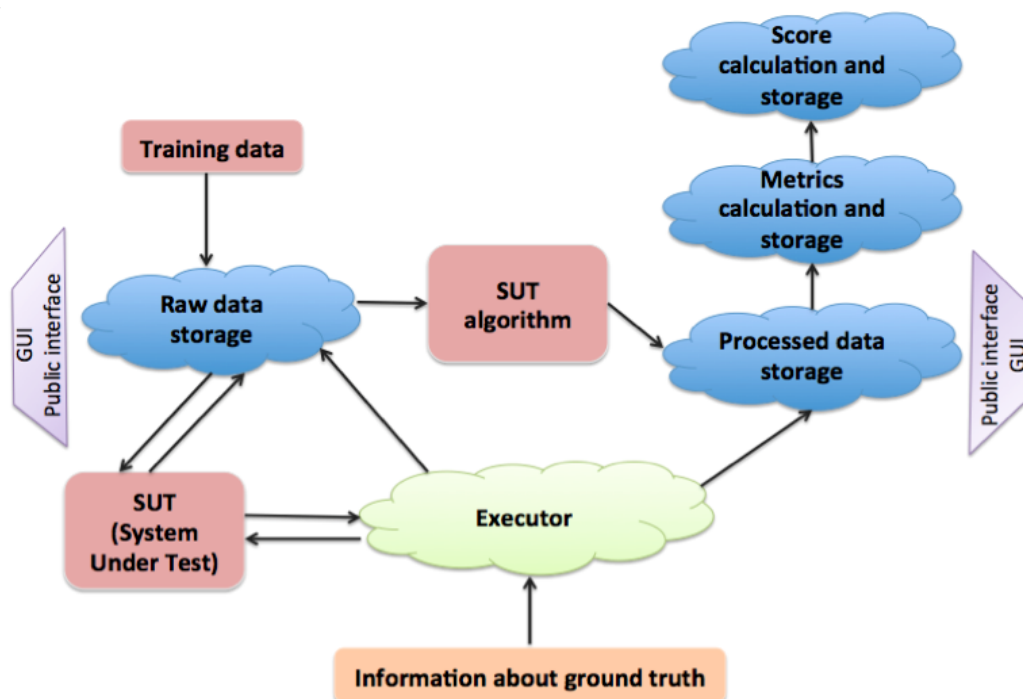 Score
calculation and
storage
Training data
Metrics
calculation and
storage
GUI
Public interface
Raw data
storage
SUT
algorithm
Processed data
storage
Public interface
GUI
SUT
(System
Under Test)
Executor
Information about ground truth